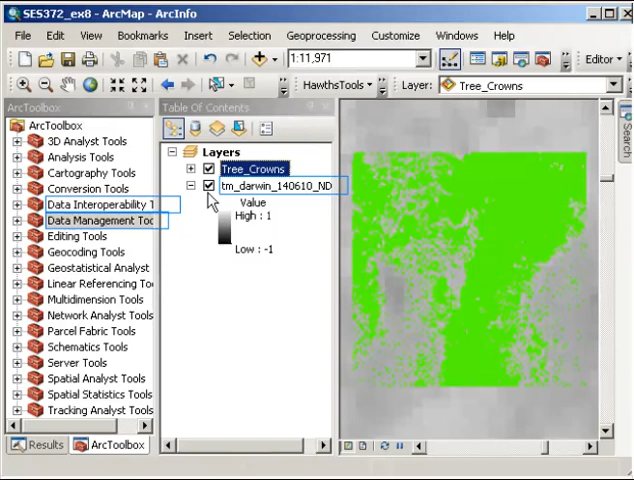 SES372_ex8 - ArcMap - ArcInfo
File Edit View Bookmarks Insert Selection Geoprocessing Customize Windows Help
1:11,971
Editor
HawthsTools
Layer:
Tree_Crowns
ArcToolbox
ArcToolbox
3D Analyst Tools
Analysis Tools
Cartography Tools
Conversion Tools
Data Interoperability T
Data Management Too
Editing Tools
Geocoding Tools
Geostatistical Analyst
Linear Referencing To
Multidimension Tools
Network Analyst Tools
Parcel Fabric Tools
Schematics Tools
Server Tools
Spatial Analyst Tools
Spatial Statistics Tools
Tracking Analyst Tools
Results ArcToolbox
Table Of Contents
Layers
Tree_Crowns
tm_darwin_140610_ND
Value
High : 1
Low : -1
Search